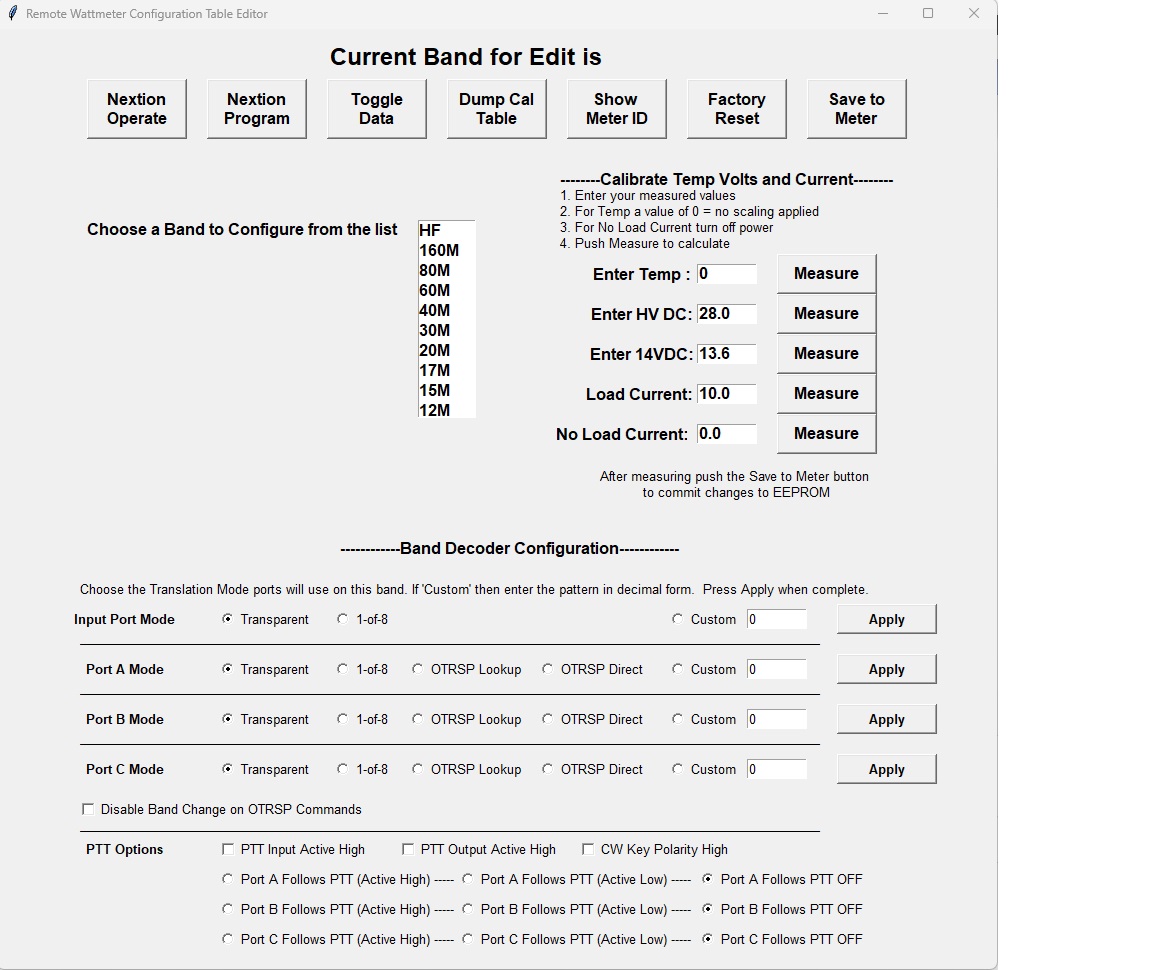 Remote Wattmeter Configuration Table Editor
Current Band for Edit is
Nextion Operate
Nextion Program
Toggle Data
Dump Cal Table
Show Meter ID
Factory Reset
Save to Meter
--------Calibrate Temp Volts and Current--------
1. Enter your measured values
2. For Temp a value of 0 = no scaling applied
3. For No Load Current turn off power
4. Push Measure to calculate
Choose a Band to Configure from the list
HF
160M
80M
60M
40M
30M
20M
17M
15M
12M
Enter Temp : 0 Measure
Enter HV DC: 28.0 Measure
Enter 14VDC: 13.6 Measure
Load Current: 10.0 Measure
No Load Current: 0.0 Measure
After measuring push the Save to Meter button
to commit changes to EEPROM
------------Band Decoder Configuration------------
Choose the Translation Mode ports will use on this band. If 'Custom' then enter the pattern in decimal form.  Press Apply when complete.
Input Port Mode Transparent 1-of-8 Custom 0 Apply
Port A Mode Transparent 1-of-8 OTRSP Lookup OTRSP Direct Custom 0 Apply
Port B Mode Transparent 1-of-8 OTRSP Lookup OTRSP Direct Custom 0 Apply
Port C Mode Transparent 1-of-8 OTRSP Lookup OTRSP Direct Custom 0 Apply
Disable Band Change on OTRSP Commands
PTT Options PTT Input Active High PTT Output Active High CW Key Polarity High
Port A Follows PTT (Active High) ----- Port A Follows PTT (Active Low) ----- Port A Follows PTT OFF
Port B Follows PTT (Active High) ----- Port B Follows PTT (Active Low) ----- Port B Follows PTT OFF
Port C Follows PTT (Active High) ----- Port C Follows PTT (Active Low) ----- Port C Follows PTT OFF